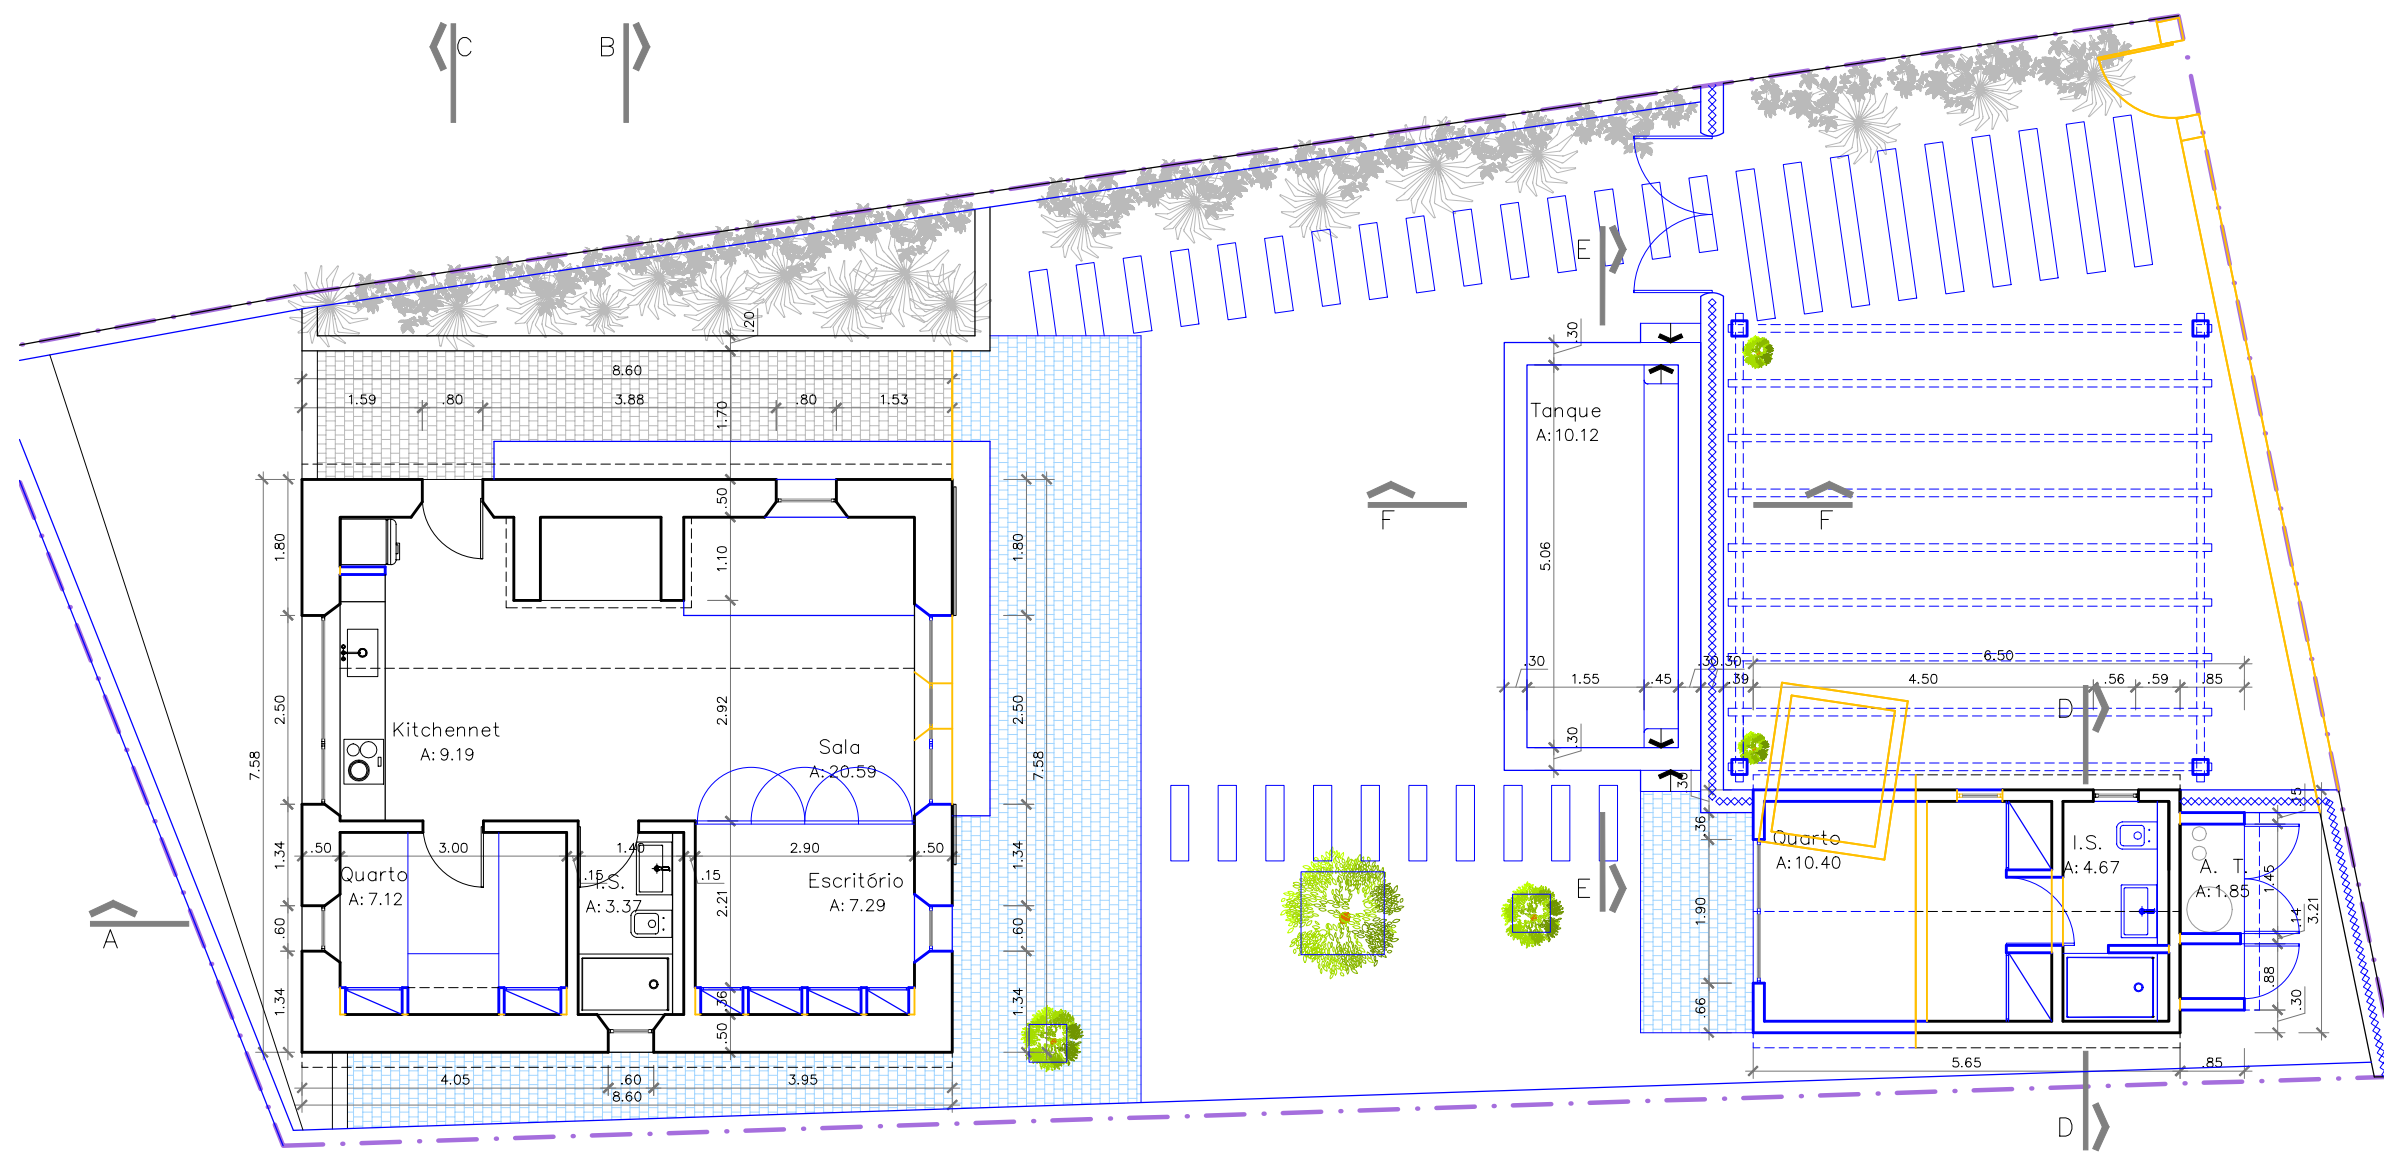 C
B
.20
8.60
1.59
.80
3.88
.80
1.53
1.70
.50
1.80
1.10
2.50
7.58
2.92
Kitchennet
A: 9.19
Sala
A: 20.59
1.34
.60
1.34
.50
3.00
.15
1.40
.15
2.90
.50
Quarto
A: 7.12
I.S.
A: 3.37
2.21
Escritório
A: 7.29
.36
.50
4.05
.60
3.95
8.60
1.80
2.50
7.58
1.34
.60
1.34
A
E
.30
Tanque
A: 10.12
5.06
F
F
.30
1.55
.45
.30
.30
.39
6.50
4.50
.56
.59
.85
.30
D
.30
.36
1.90
.66
Quarto
A: 10.40
I.S.
A: 4.67
A. T.
A: 1.85
.15
1.45
.14
3.21
.88
.30
E
5.65
.85
D